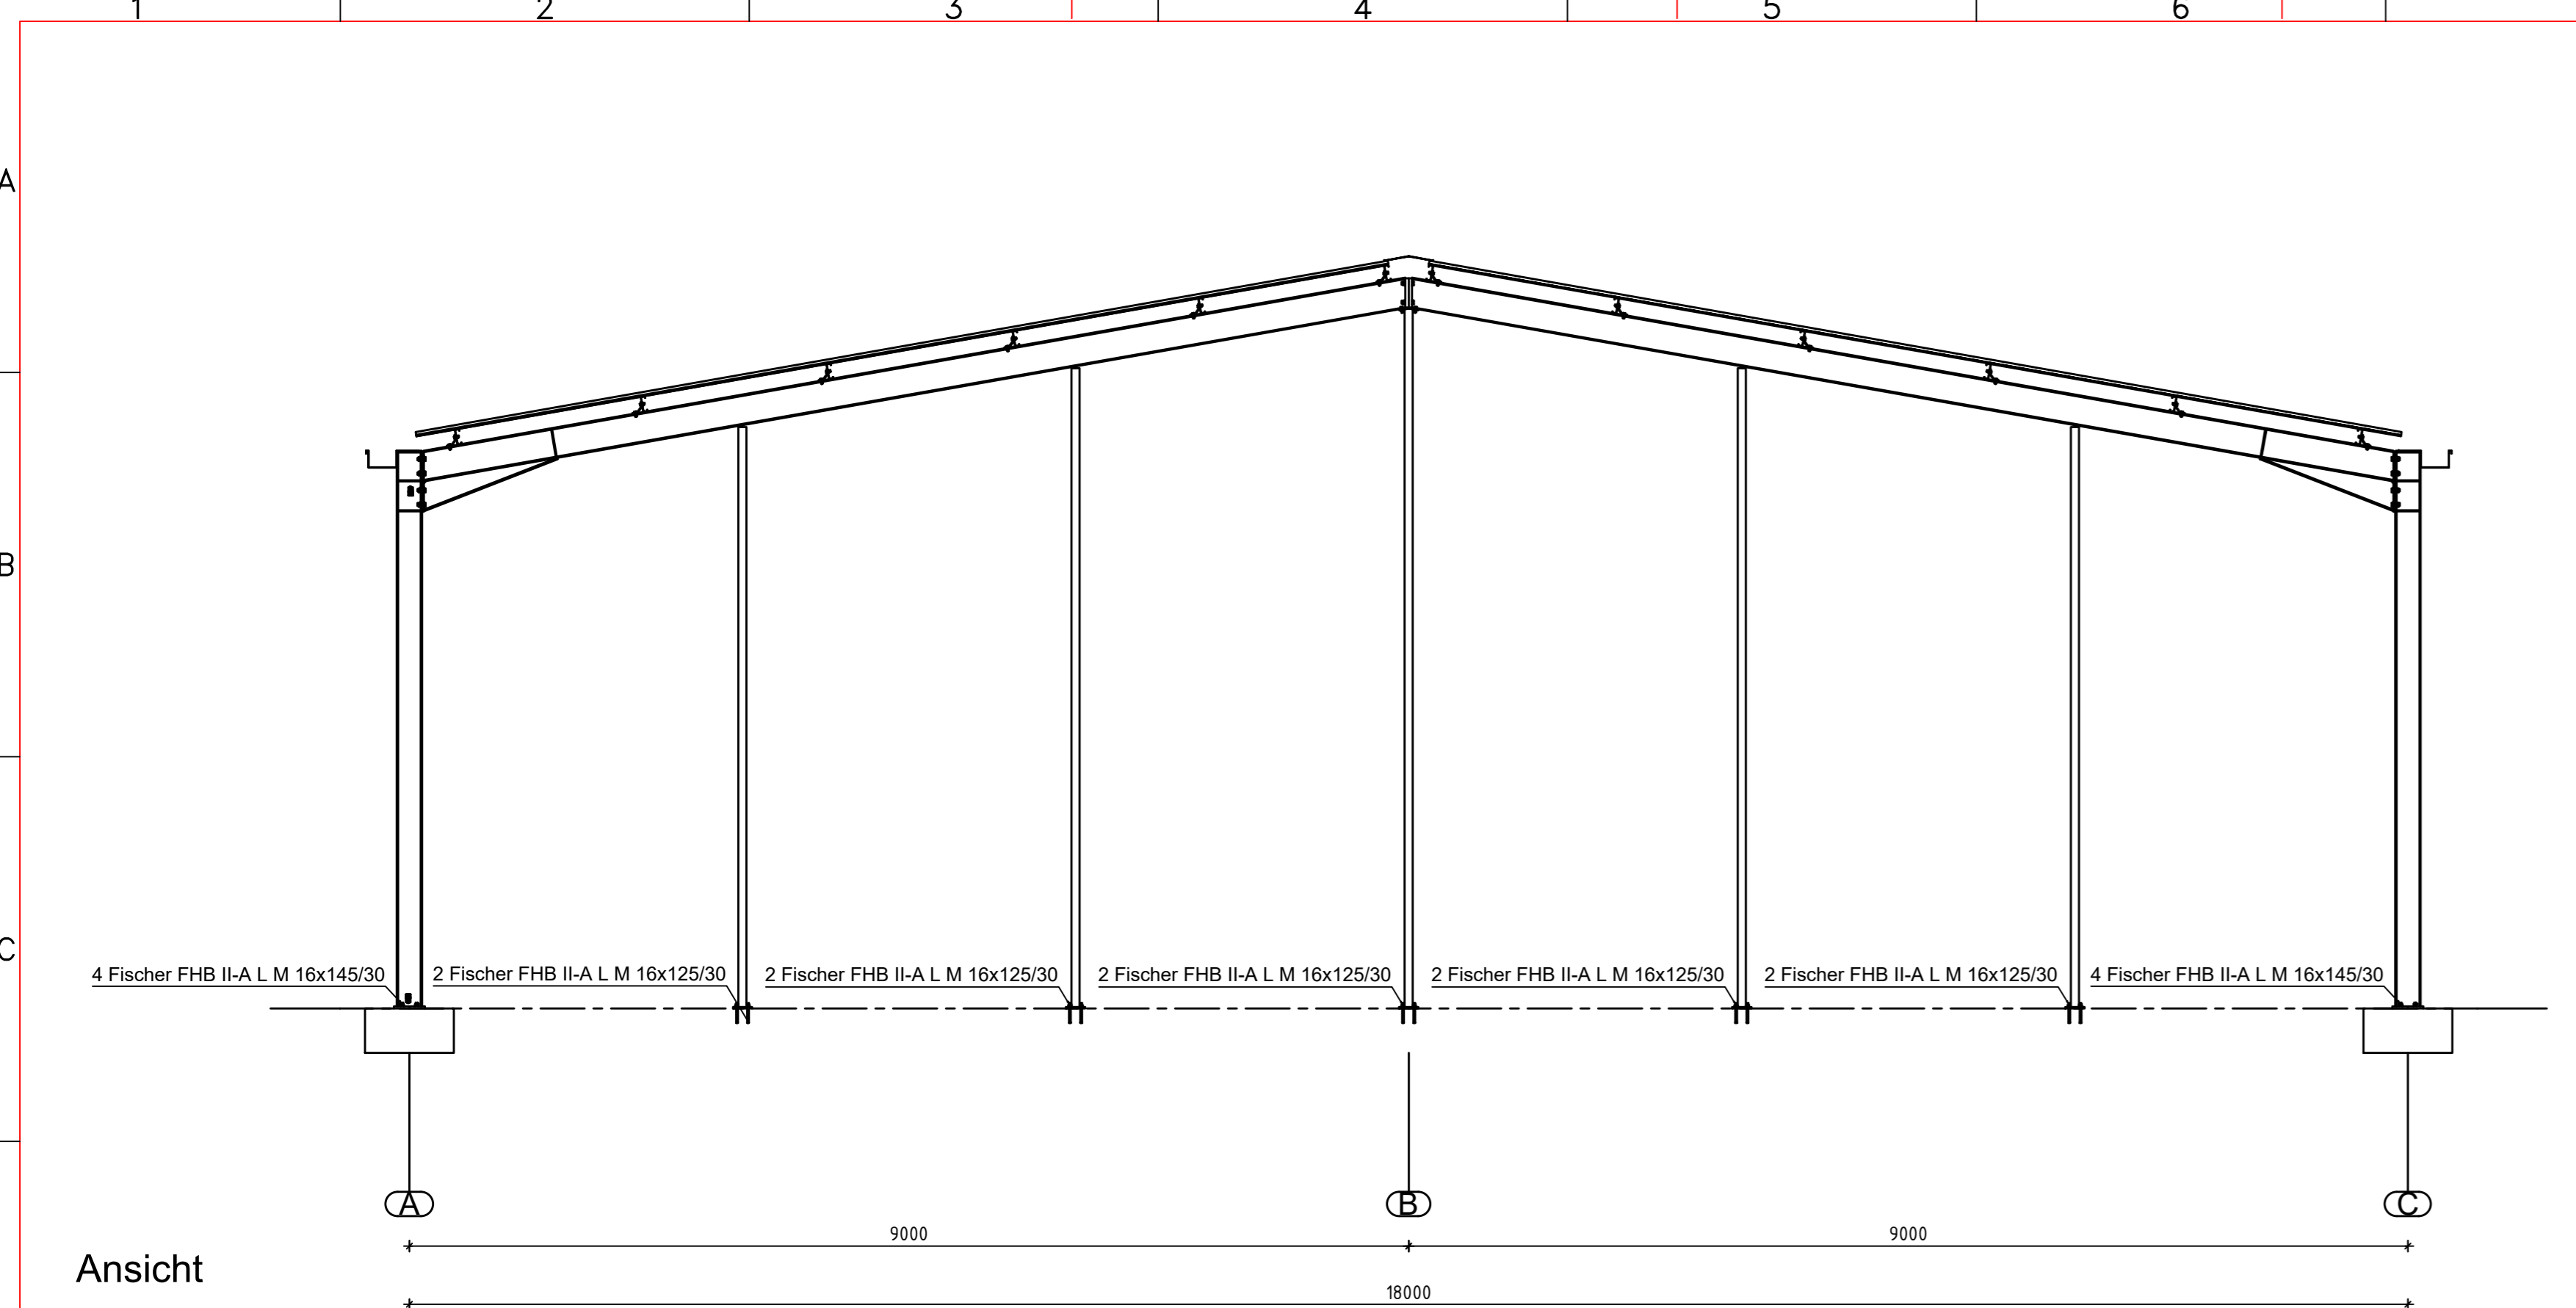 1 2 3 4 5 6
A
B
C
4 Fischer FHB II-A L M 16x145/30 2 Fischer FHB II-A L M 16x125/30 2 Fischer FHB II-A L M 16x125/30 2 Fischer FHB II-A L M 16x125/30 2 Fischer FHB II-A L M 16x125/30 2 Fischer FHB II-A L M 16x125/30 4 Fischer FHB II-A L M 16x145/30
A B C
9000 9000
Ansicht
18000